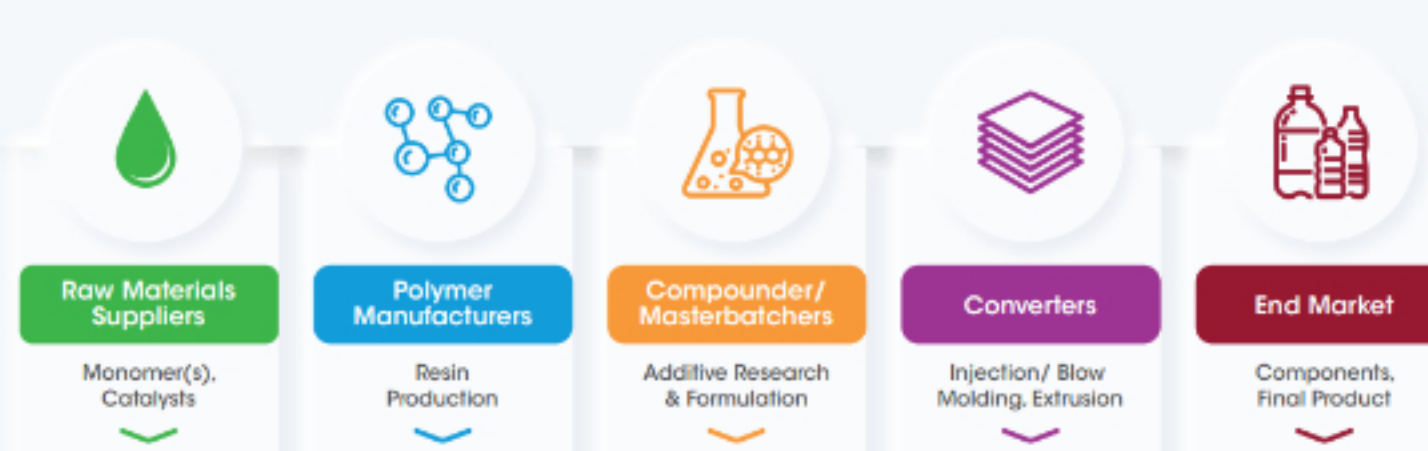 Raw Materials
Suppliers
Monomer(s),
Catalysts
Polymer
Manufacturers
Resin
Production
Compounder/
Masterbatchers
Additive Research
& Formulation
Converters
Injection/ Blow
Molding, Extrusion
End Market
Components,
Final Product